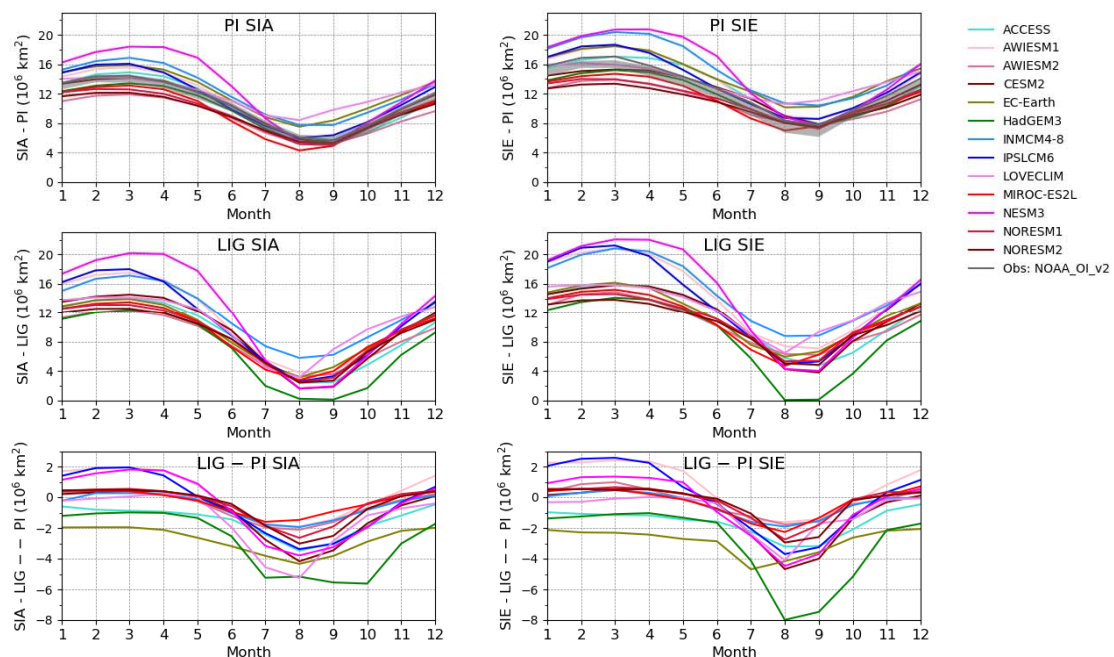 PI SIA
SIA - PI (10⁶ km²)
20
16
12
8
4
0
1 2 3 4 5 6 7 8 9 10 11 12
Month
PI SIE
SIE - PI (10⁶ km²)
20
16
12
8
4
0
1 2 3 4 5 6 7 8 9 10 11 12
Month
ACCESS
AWIESM1
AWIESM2
CESM2
EC-Earth
HadGEM3
INMCM4-8
IPSLCM6
LOVECLIM
MIROC-ES2L
NESM3
NORESM1
NORESM2
Obs: NOAA_OI_v2
LIG SIA
SIA - LIG (10⁶ km²)
20
16
12
8
4
0
1 2 3 4 5 6 7 8 9 10 11 12
Month
LIG SIE
SIE - LIG (10⁶ km²)
20
16
12
8
4
0
1 2 3 4 5 6 7 8 9 10 11 12
Month
LIG − PI SIA
SIA - LIG − − PI (10⁶ km²)
2
0
−2
−4
−6
−8
1 2 3 4 5 6 7 8 9 10 11 12
Month
LIG − PI SIE
SIE - LIG − − PI (10⁶ km²)
2
0
−2
−4
−6
−8
1 2 3 4 5 6 7 8 9 10 11 12
Month